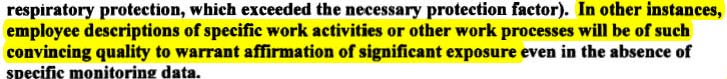 respiratory protection, which exceeded the necessary protection factor). In other instances,
employee descriptions of specific work activities or other work processes will be of such
convincing quality to warrant affirmation of significant exposure even in the absence of
specific monitoring data.